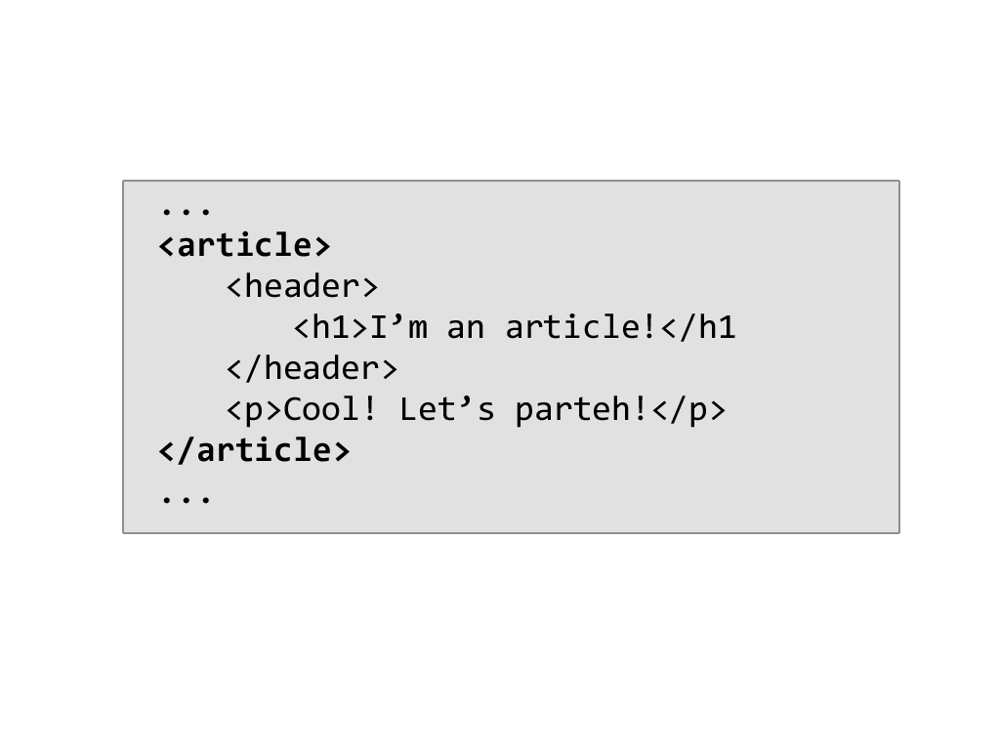 ...
<article>
<header>
<h1>I’m an article!</h1
</header>
<p>Cool! Let’s parteh!</p>
</article>
...